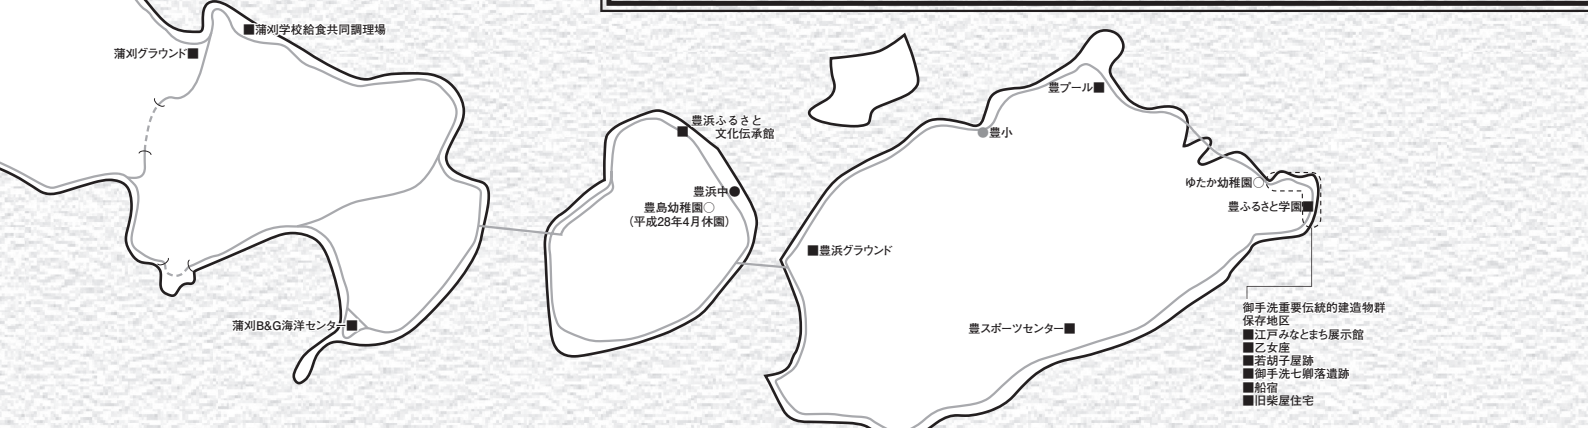 ■蒲刈学校給食共同調理場
蒲刈グラウンド■
蒲刈B&G海洋センター■
豊浜ふるさと
文化伝承館
豊浜中●
豊島幼稚園○
(平成28年4月休園)
豊プール■
●豊小
ゆたか幼稚園○
豊ふるさと学園■
■豊浜グラウンド
豊スポーツセンター■
御手洗重要伝統的建造物群
保存地区
■江戸みなとまち展示館
■乙女座
■若胡子屋跡
■御手洗七卿落遺跡
■船宿
■旧柴屋住宅